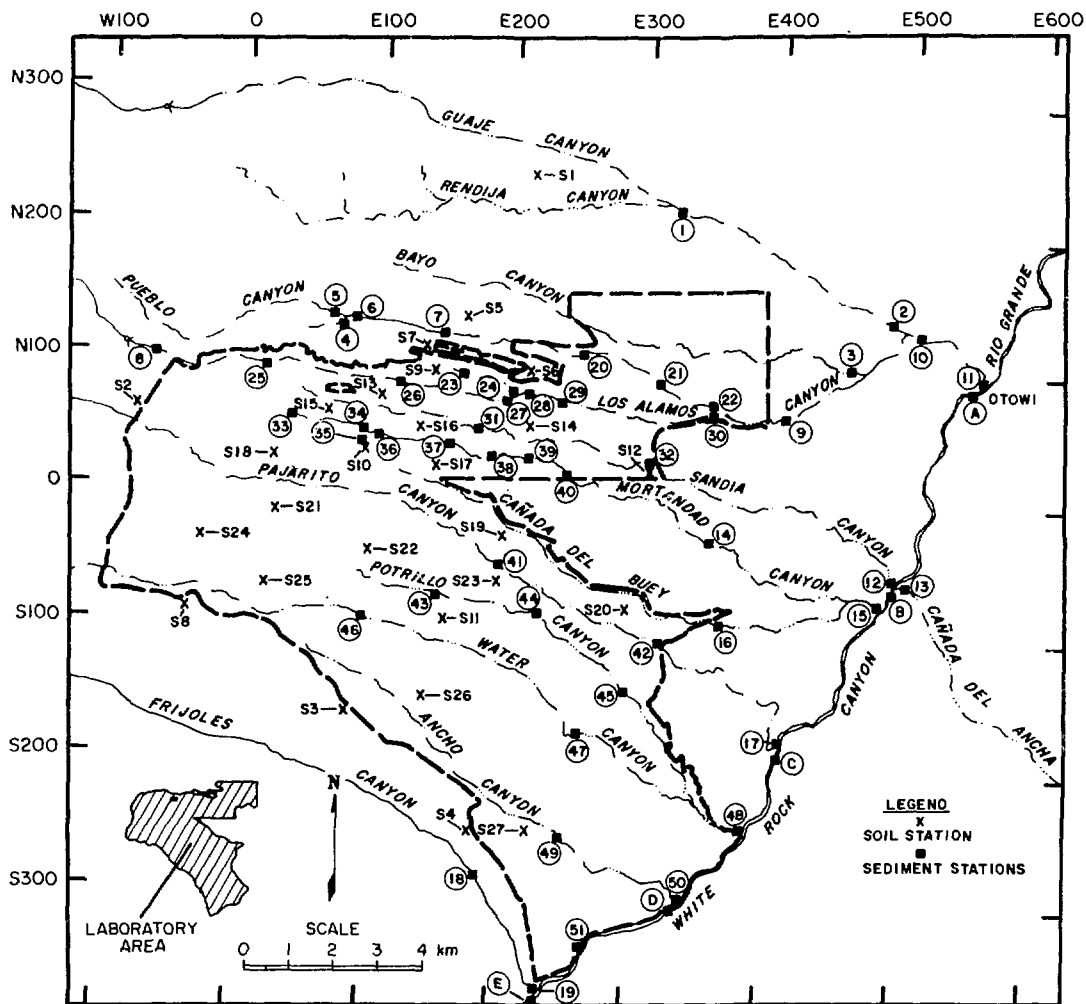 W100 0 E100 E200 E300 E400 E500 E600
N300
GUAJE CANYON
X-S1
RENDIJA CANYON
N200
1
BAYO CANYON
PUEBLO CANYON
5 6 7 X-S5
4
2
RIO GRANDE
S7
N100
8
S9-X
S6
20
3
10
11
OTOWI
A
S2
25
S13
26
23
24
27
28
29
21
22
LOS ALAMOS CANYON
S15
33
34
X-S16
31
X-S14
30
9
35
S18-X
S10
36
37
X-S17
38
39
S12
32
0
PAJARITO CANYON
40
SANDIA CANYON
MORTANDAD CANYON
X-S21
CAÑADA DEL BUEY
S19
14
X-S24
X-S22
41
X-S25
POTRILLO CANYON
S23-X
43
44
12
13
B
S100
S8
46
X-S11
S20-X
16
15
CAÑADA DEL ANCHA
WATER CANYON
42
X-S26
45
S3-X
FRIJOLES CANYON
ANCHO CANYON
S200
47
17
C
WHITE ROCK CANYON
N
S4
S27-X
49
48
LEGEND
X
SOIL STATION
SEDIMENT STATIONS
S300
18
50
D
LABORATORY
AREA
SCALE
0 1 2 3 4 km
51
E
19